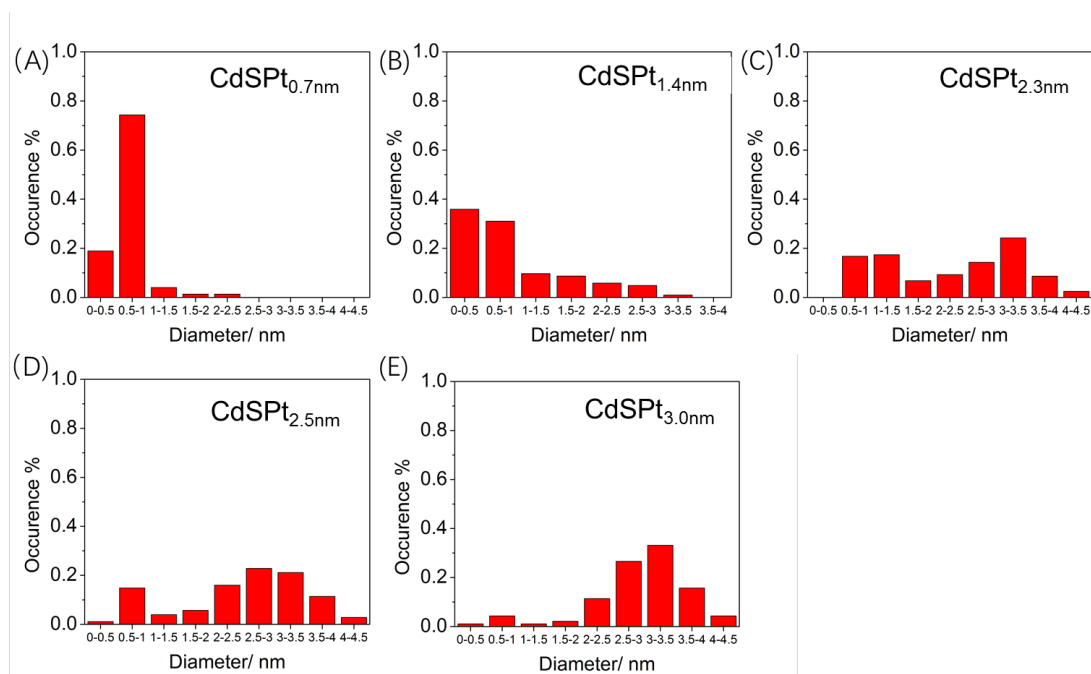 (A)
CdSPt0.7nm
Occurence %
1.0
0.8
0.6
0.4
0.2
0.0
0-0.5 0.5-1 1-1.5 1.5-2 2-2.5 2.5-3 3-3.5 3.5-4 4-4.5
Diameter/ nm
(B)
CdSPt1.4nm
Occurence %
1.0
0.8
0.6
0.4
0.2
0.0
0-0.5 0.5-1 1-1.5 1.5-2 2-2.5 2.5-3 3-3.5 3.5-4
Diameter/ nm
(C)
CdSPt2.3nm
Occurence %
1.0
0.8
0.6
0.4
0.2
0.0
0-0.5 0.5-1 1-1.5 1.5-2 2-2.5 2.5-3 3-3.5 3.5-4 4-4.5
Diameter/ nm
(D)
CdSPt2.5nm
Occurence %
1.0
0.8
0.6
0.4
0.2
0.0
0-0.5 0.5-1 1-1.5 1.5-2 2-2.5 2.5-3 3-3.5 3.5-4 4-4.5
Diameter/ nm
(E)
CdSPt3.0nm
Occurence %
1.0
0.8
0.6
0.4
0.2
0.0
0-0.5 0.5-1 1-1.5 1.5-2 2-2.5 2.5-3 3-3.5 3.5-4 4-4.5
Diameter/ nm